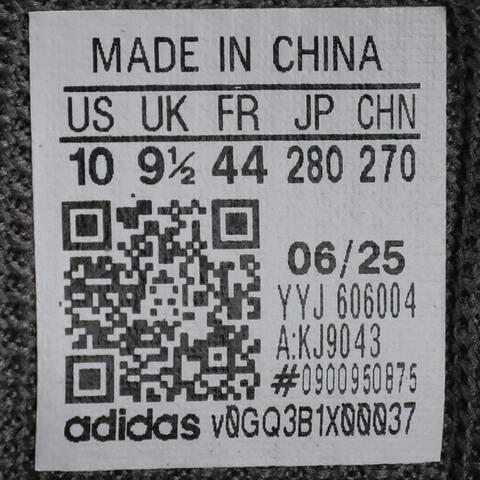 MADE IN CHINA
US UK FR JP CHN
10 9½ 44 280 270
06/25
YYJ 606004
A:KJ9043
#0900950875
adidas v0GQ3B1X00037